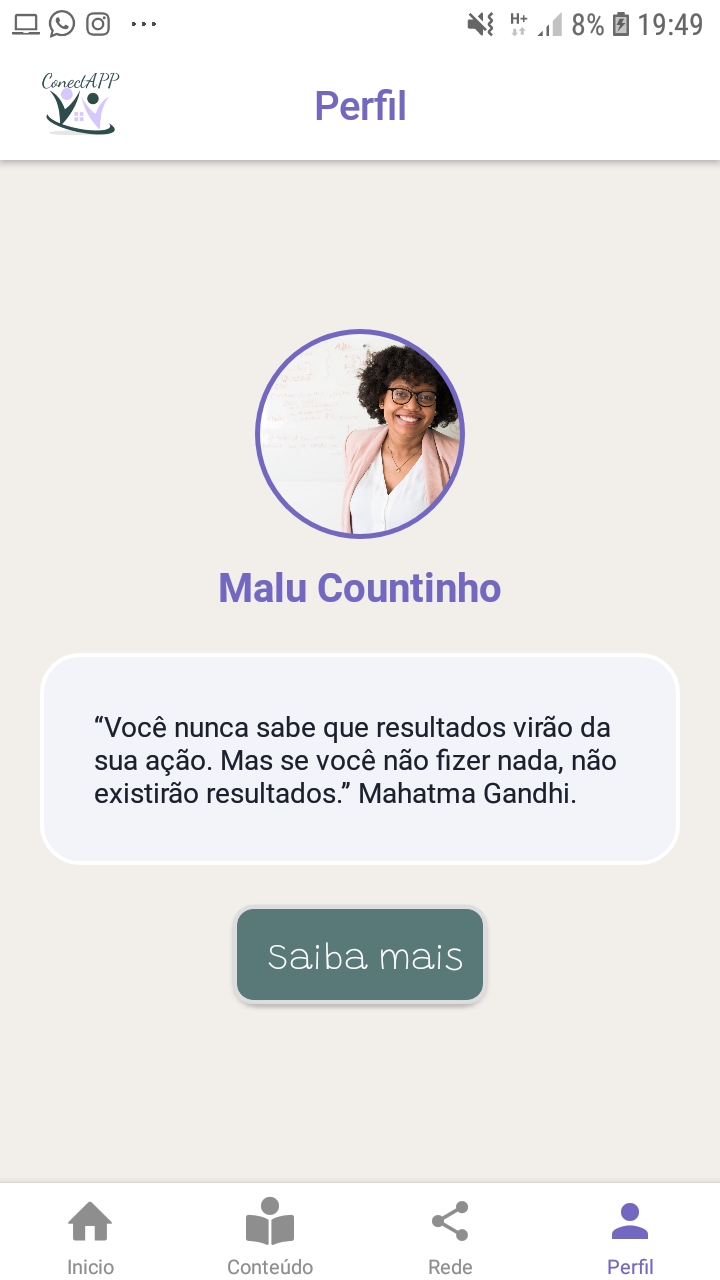 H+ 8% 19:49
ConectAPP
Perfil
Malu Countinho
“Você nunca sabe que resultados virão da
sua ação. Mas se você não fizer nada, não
existirão resultados.” Mahatma Gandhi.
Saiba mais
Inicio Conteúdo Rede Perfil